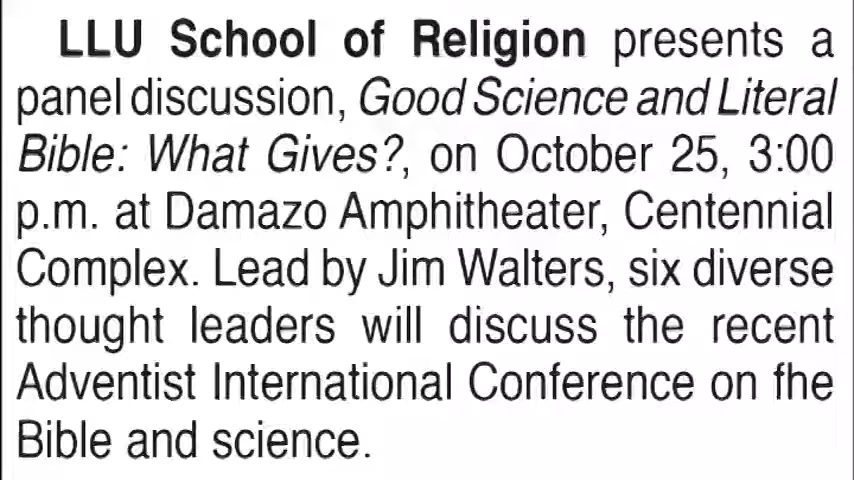 LLU School of Religion presents a
panel discussion, Good Science and Literal
Bible: What Gives?, on October 25, 3:00
p.m. at Damazo Amphitheater, Centennial
Complex. Lead by Jim Walters, six diverse
thought leaders will discuss the recent
Adventist International Conference on fhe
Bible and science.